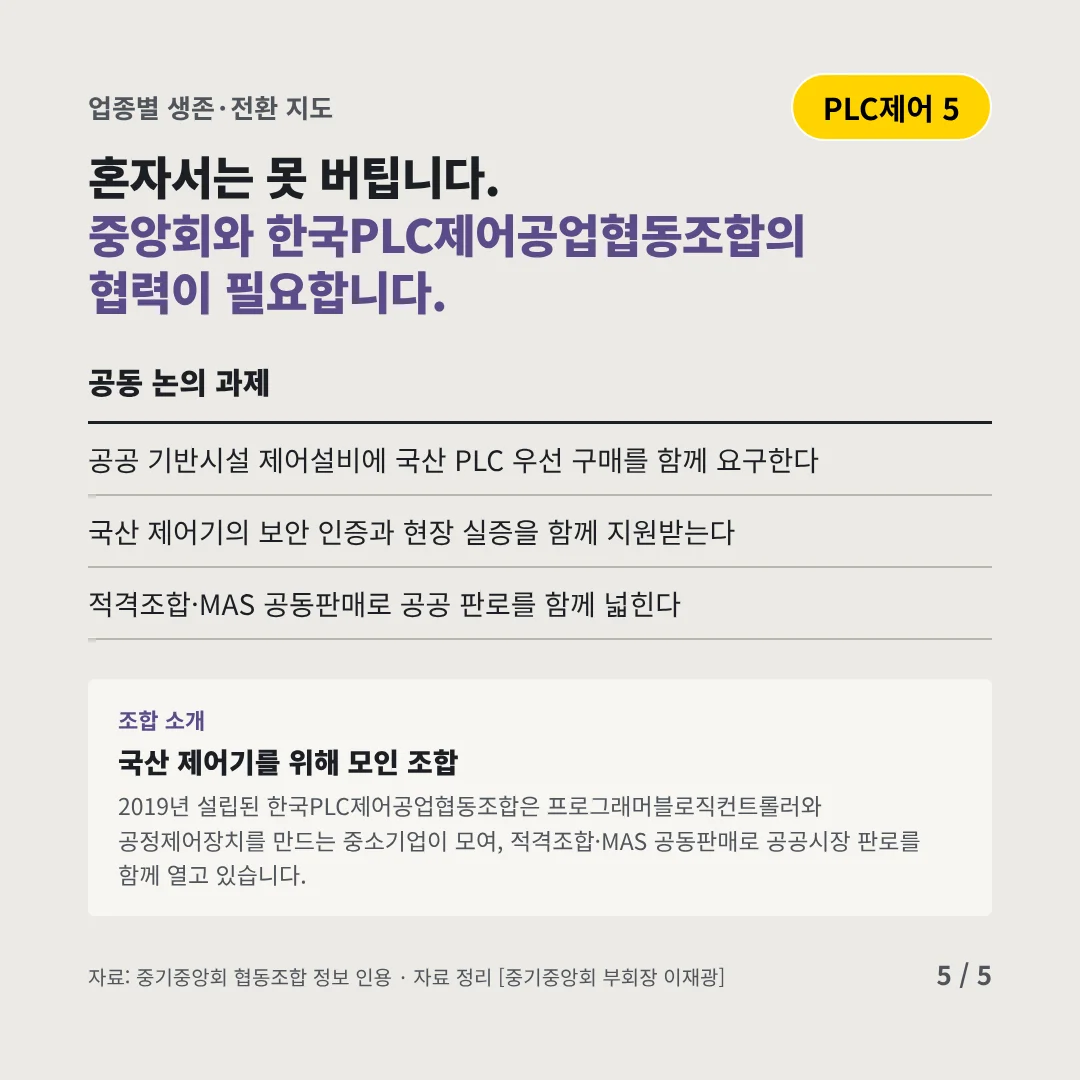 업종별 생존·전환 지도
PLC제어 5
혼자서는 못 버팁니다.
중앙회와 한국PLC제어공업협동조합의
협력이 필요합니다.
공동 논의 과제
공공 기반시설 제어설비에 국산 PLC 우선 구매를 함께 요구한다
국산 제어기의 보안 인증과 현장 실증을 함께 지원받는다
적격조합·MAS 공동판매로 공공 판로를 함께 넓힌다
조합 소개
국산 제어기를 위해 모인 조합
2019년 설립된 한국PLC제어공업협동조합은 프로그래머블로직컨트롤러와
공정제어장치를 만드는 중소기업이 모여, 적격조합·MAS 공동판매로 공공시장 판로를
함께 열고 있습니다.
자료: 중기중앙회 협동조합 정보 인용 · 자료 정리 [중기중앙회 부회장 이재광]
5 / 5